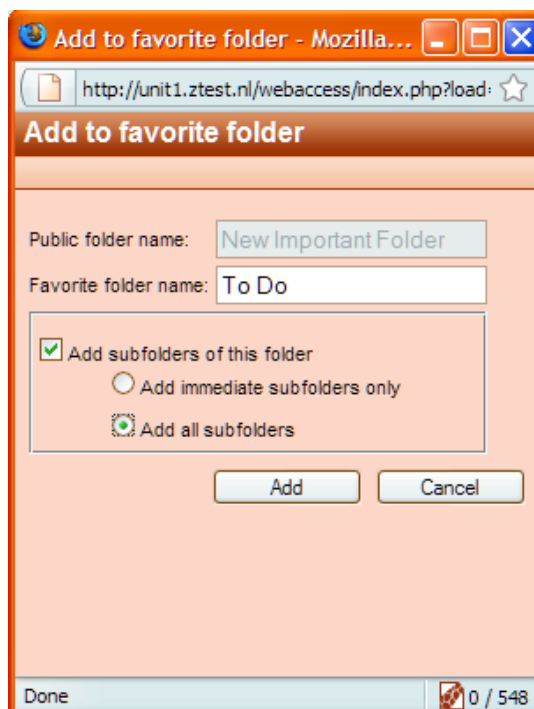 Add to favorite folder - Mozilla...
http://unit1.ztest.nl/webaccess/index.php?load
Add to favorite folder
Public folder name: New Important Folder
Favorite folder name: To Do
Add subfolders of this folder
Add immediate subfolders only
Add all subfolders
Add Cancel
Done 0 / 548